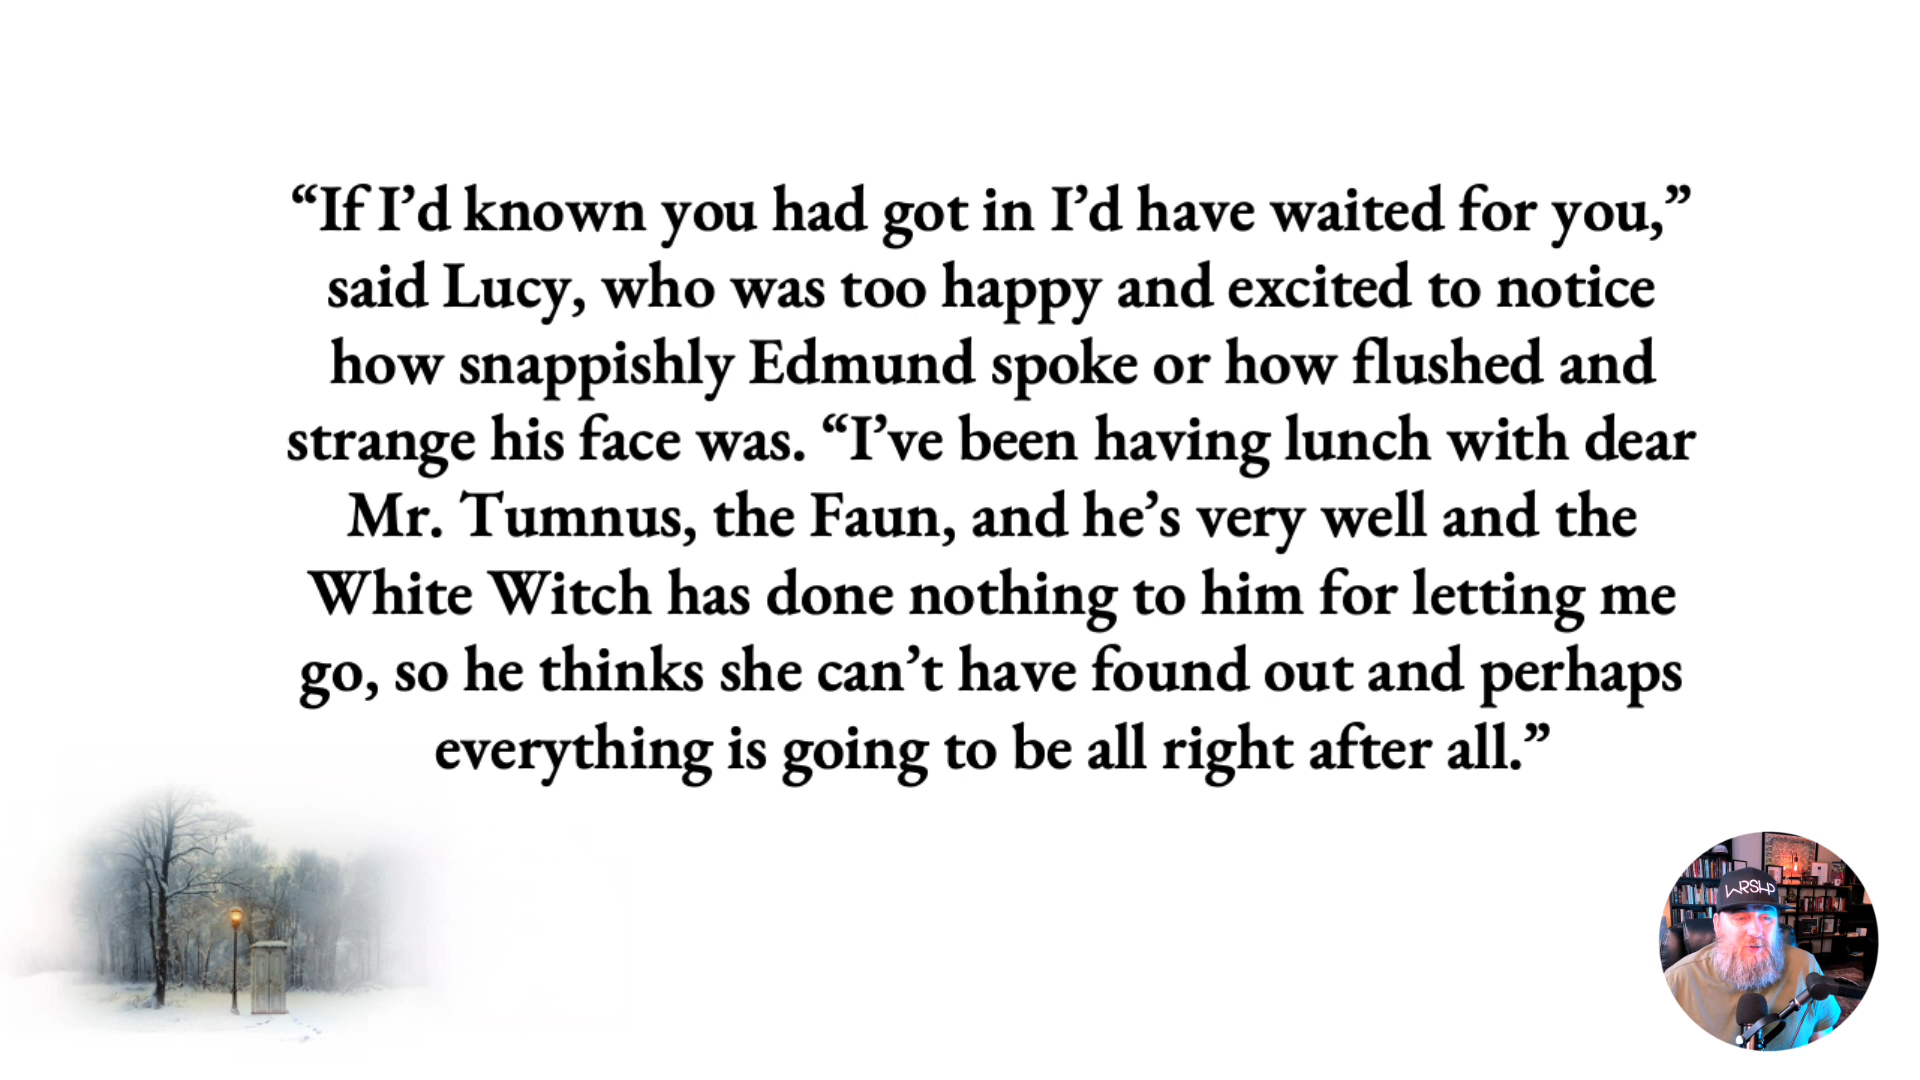 “If I’d known you had got in I’d have waited for you,”
said Lucy, who was too happy and excited to notice
how snappishly Edmund spoke or how flushed and
strange his face was. “I’ve been having lunch with dear
Mr. Tumnus, the Faun, and he’s very well and the
White Witch has done nothing to him for letting me
go, so he thinks she can’t have found out and perhaps
everything is going to be all right after all.”
WRSHP